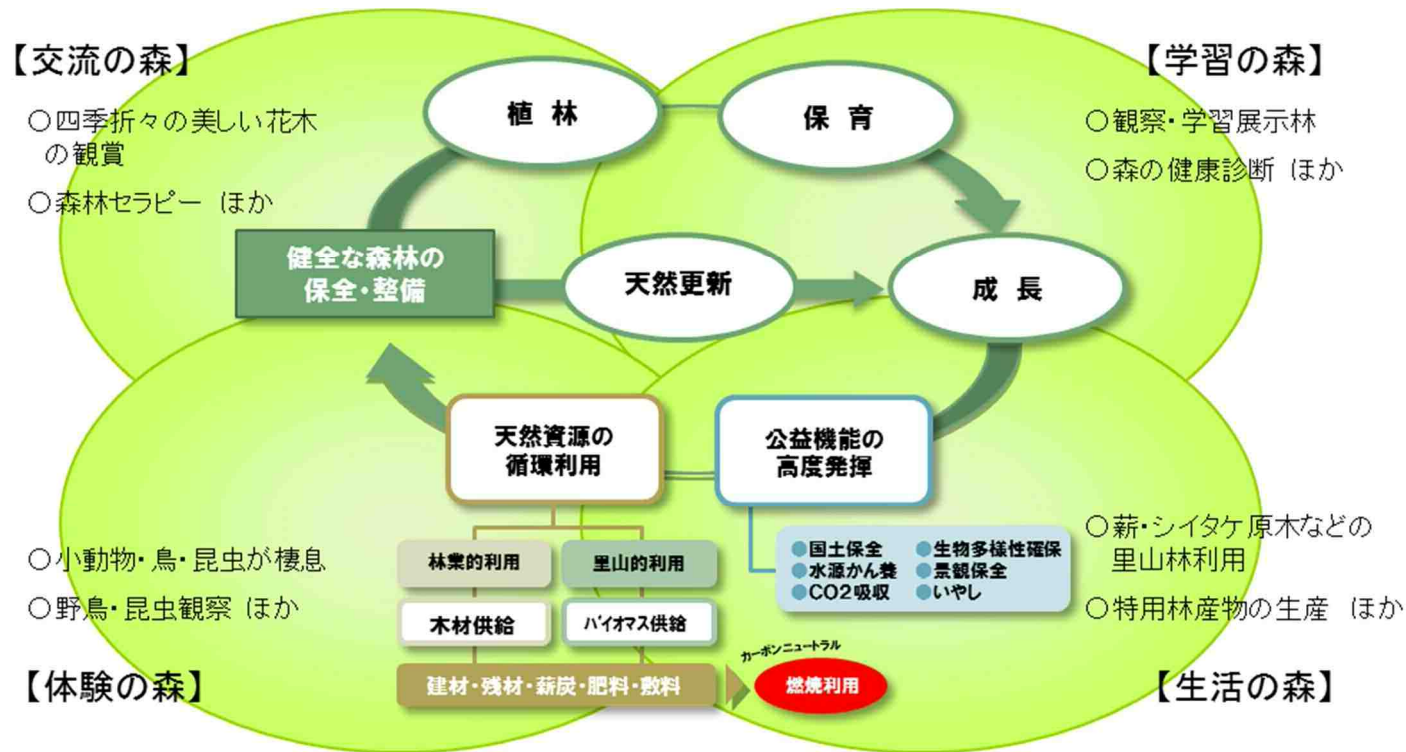 【交流の森】
○四季折々の美しい花木
の観賞
○森林セラピー ほか
【学習の森】
○観察・学習展示林
○森の健康診断 ほか
植 林
保 育
健全な森林の
保全・整備
天然更新
成 長
天然資源の
循環利用
公益機能の
高度発揮
林業的利用
里山的利用
木材供給
バイオマス供給
建材・残材・薪炭・肥料・敷料
カーボンニュートラル
燃焼利用
●国土保全 ●生物多様性確保
●水源かん養 ●景観保全
●CO2吸収 ●いやし
○小動物・鳥・昆虫が棲息
○野鳥・昆虫観察 ほか
【体験の森】
○薪・シイタケ原木などの
里山林利用
○特用林産物の生産 ほか
【生活の森】